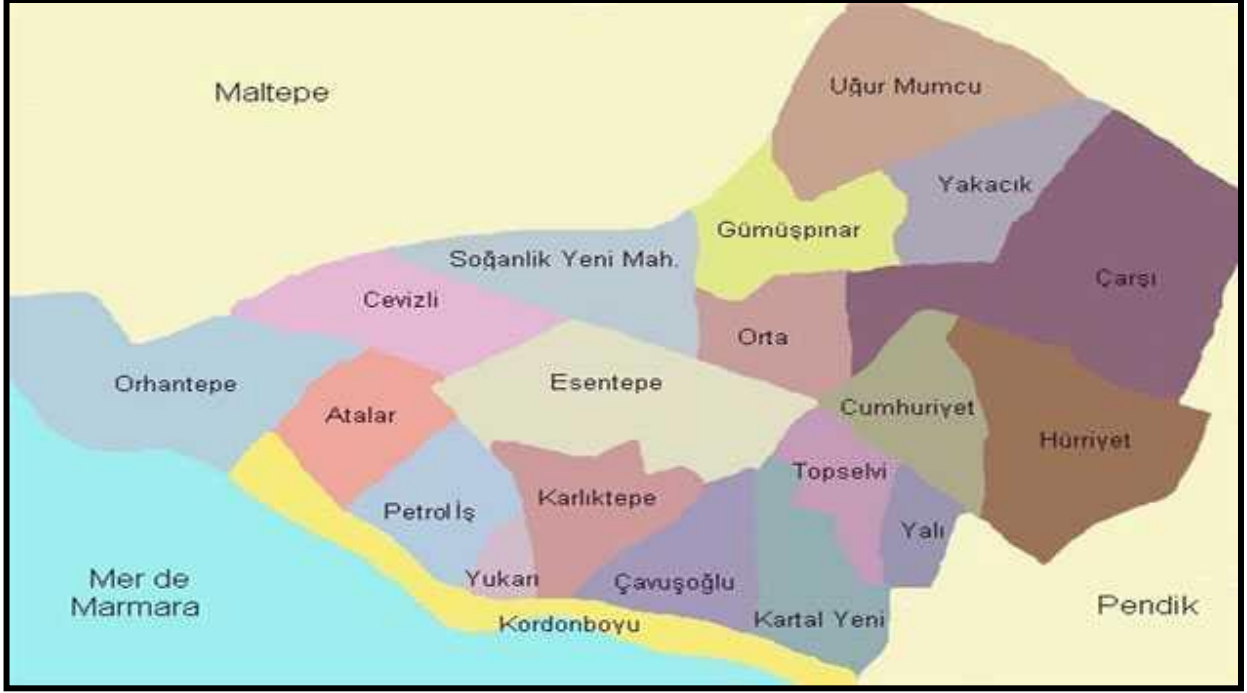 Uğur Mumcu
Maltepe
Yakacık
Gümüşpınar
Soğanlik Yeni Mah.
Çarşı
Cevizli
Orta
Orhantepe
Esentepe
Cumhuriyet
Atalar
Hürriyet
Topselvi
Karlıktepe
Petrol İş
Yalı
Mer de
Marmara
Yukarı
Çavuşoğlu
Pendik
Kordonboyu
Kartal Yeni